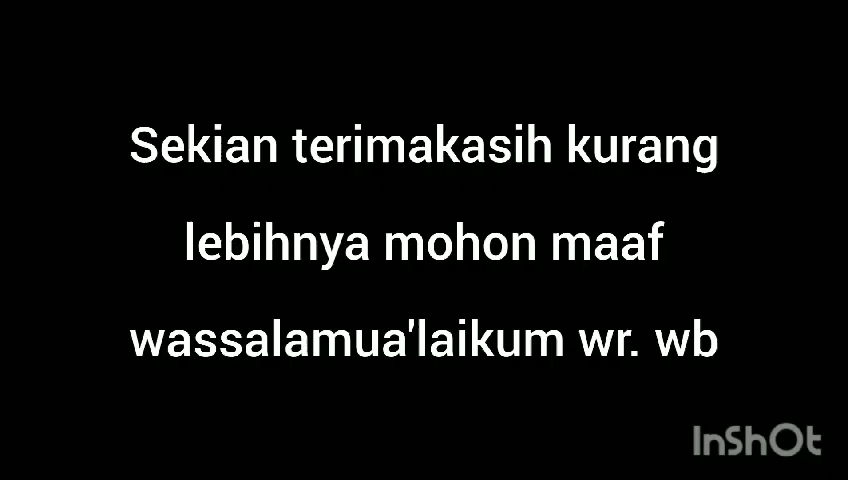 Sekian terimakasih kurang
lebihnya mohon maaf
wassalamua'laikum wr. wb
InShOt